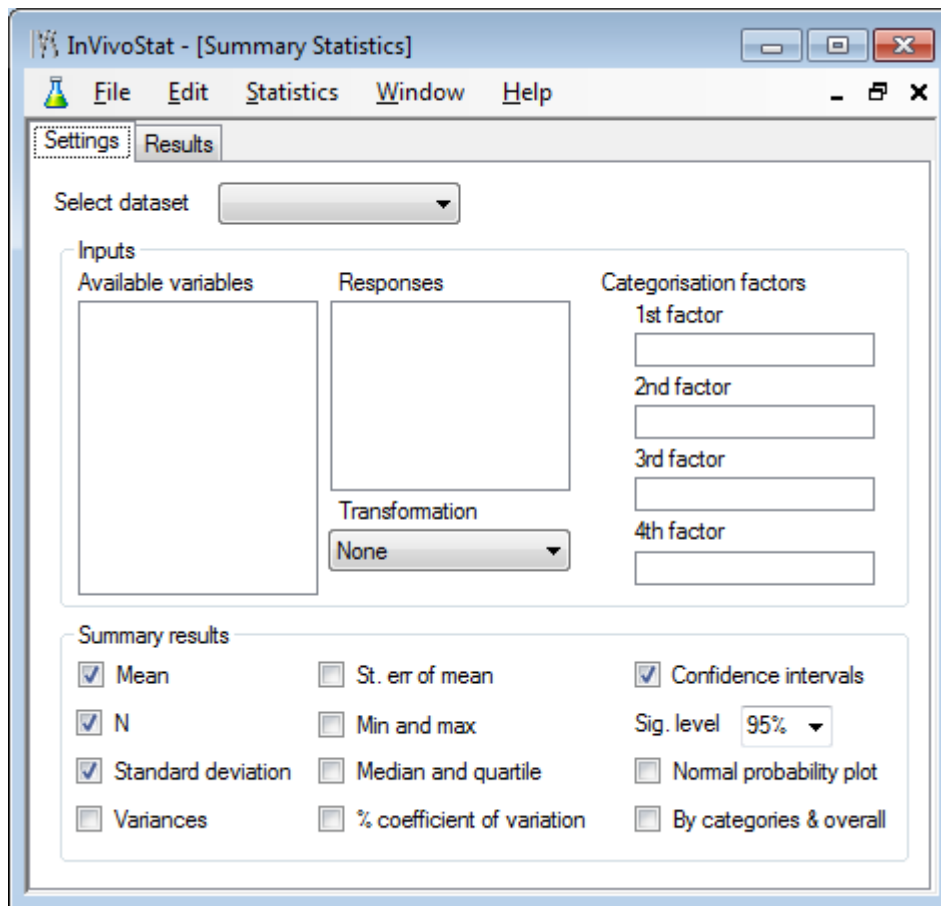 InVivoStat - [Summary Statistics]
File Edit Statistics Window Help
Settings Results
Select dataset
Inputs
Available variables Responses Categorisation factors
1st factor
2nd factor
3rd factor
Transformation
4th factor
None
Summary results
Mean St. err of mean Confidence intervals
N Min and max Sig. level 95%
Standard deviation Median and quartile Normal probability plot
Variances % coefficient of variation By categories & overall